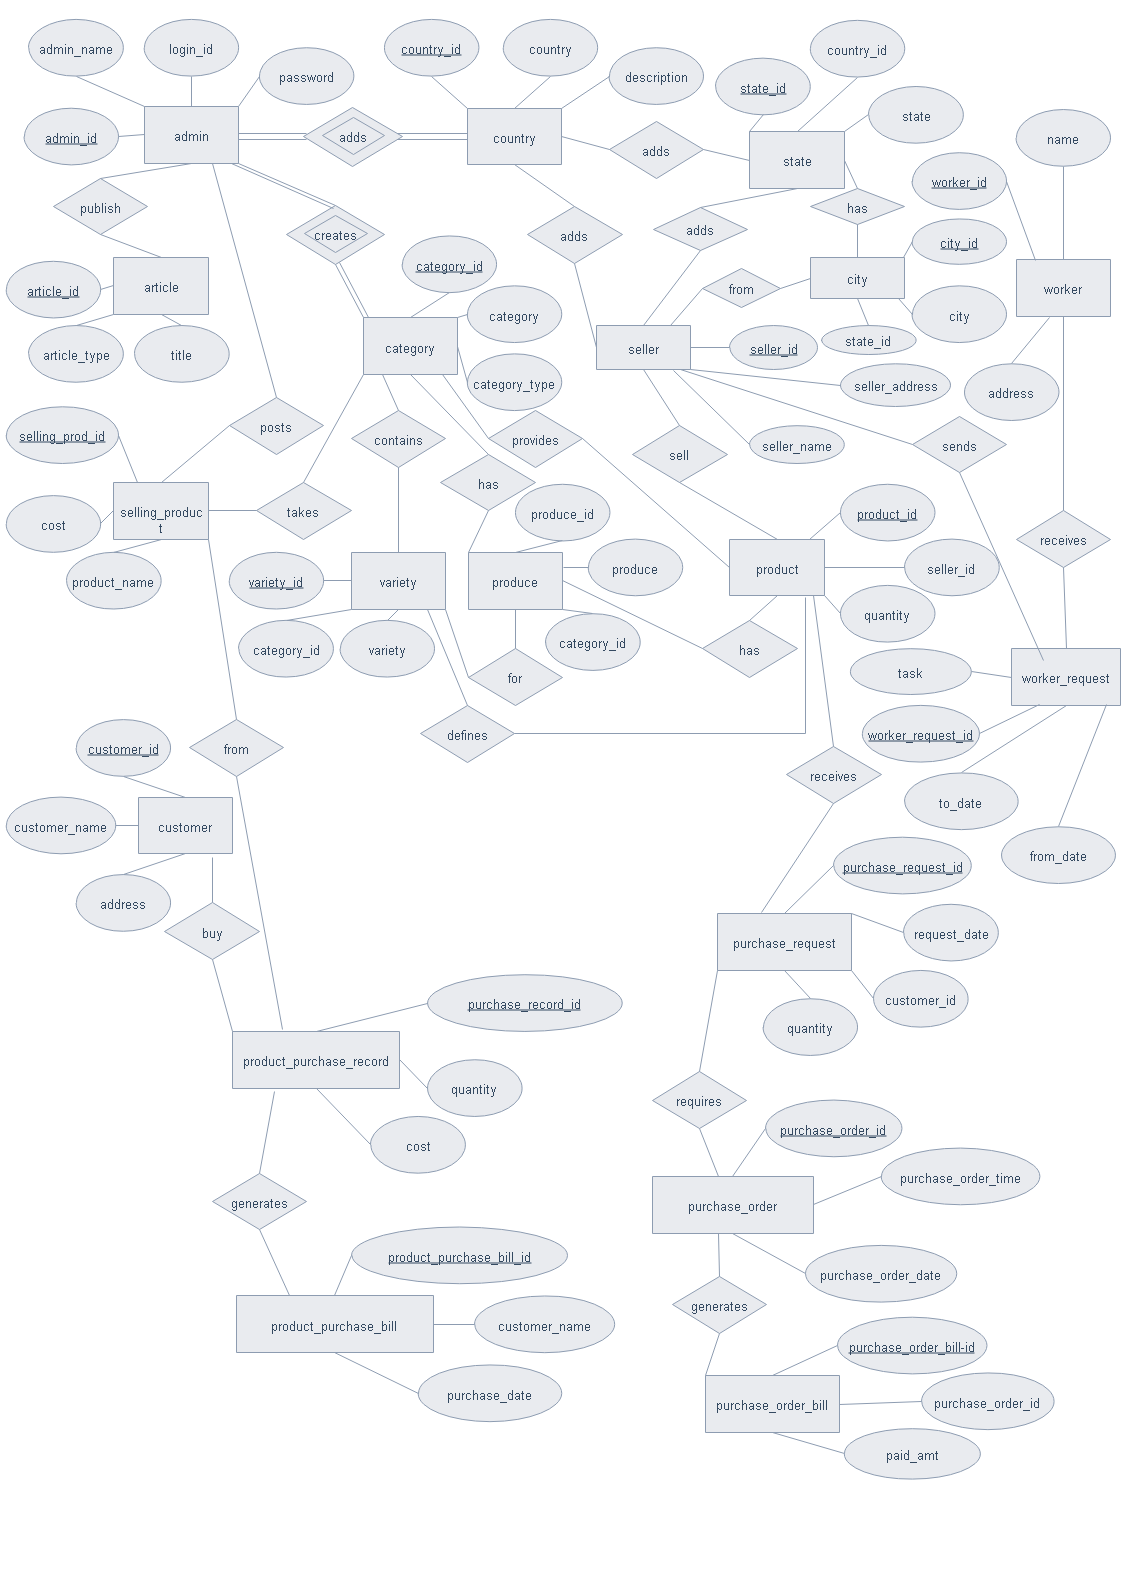 admin_name
login_id
country_id
country
country_id
password
description
state_id
state
admin_id
admin
adds
country
adds
state
name
worker_id
publish
creates
adds
adds
has
city_id
article_id
article
category_id
from
city
worker
category
city
article_type
title
category
seller
seller_id
state_id
category_type
seller_address
address
selling_prod_id
posts
contains
provides
sell
seller_name
sends
has
cost
selling_produc
t
takes
produce_id
product_id
receives
product_name
variety_id
variety
produce
produce
product
seller_id
quantity
category_id
variety
category_id
has
for
task
worker_request
customer_id
from
defines
worker_request_id
receives
to_date
customer_name
customer
from_date
purchase_request_id
address
buy
purchase_request
request_date
purchase_record_id
customer_id
quantity
product_purchase_record
quantity
requires
cost
purchase_order_id
generates
purchase_order
purchase_order_time
product_purchase_bill_id
purchase_order_date
generates
product_purchase_bill
customer_name
purchase_order_bill-id
purchase_date
purchase_order_bill
purchase_order_id
paid_amt